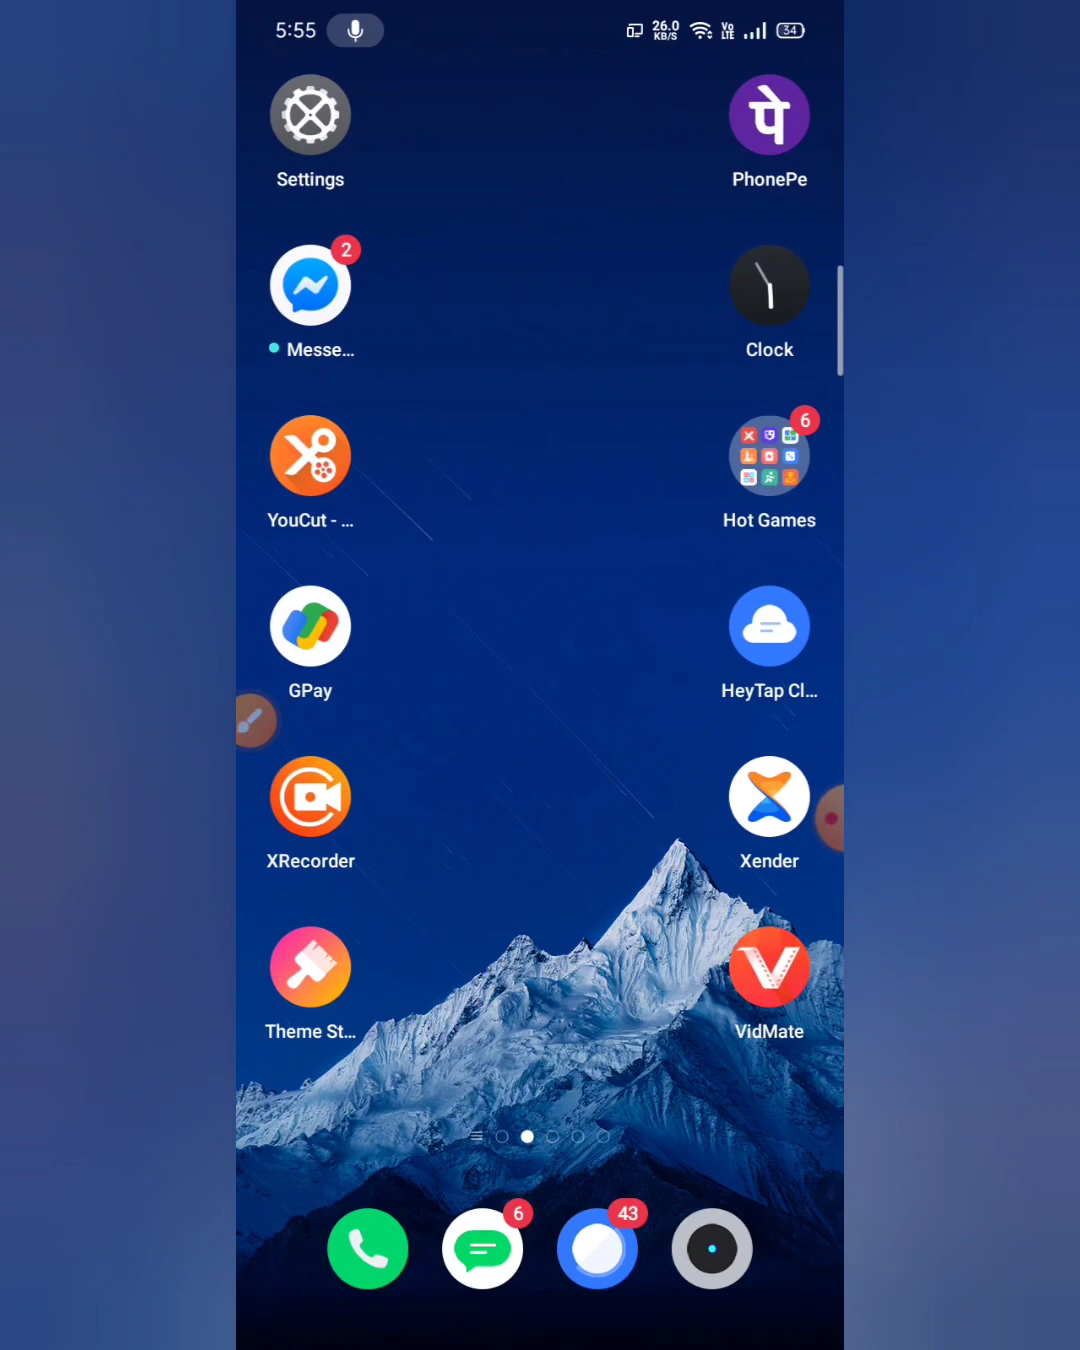 5:55
26.0
KB/S
Vo
LTE
34
पे
Settings
PhonePe
2
Messe...
Clock
6
YouCut - ...
Hot Games
GPay
HeyTap Cl...
XRecorder
Xender
Theme St...
VidMate
6
43